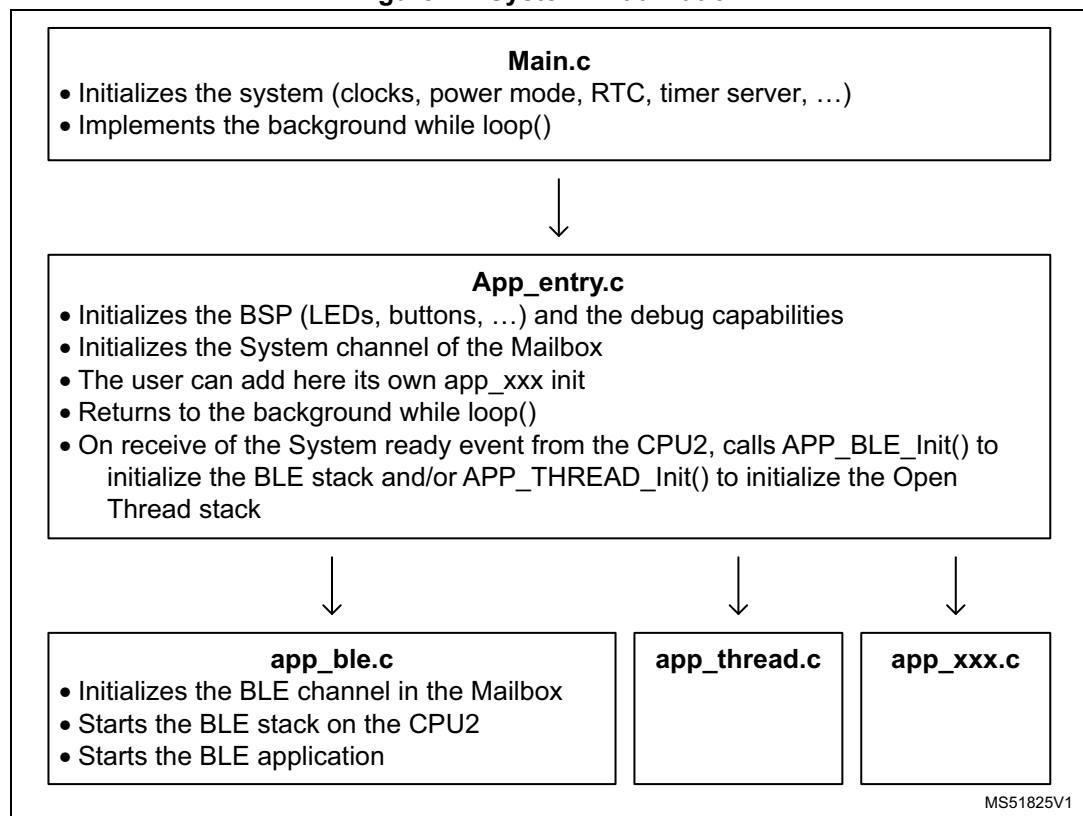 Main.c
• Initializes the system (clocks, power mode, RTC, timer server, …)
• Implements the background while loop()
App_entry.c
• Initializes the BSP (LEDs, buttons, …) and the debug capabilities
• Initializes the System channel of the Mailbox
• The user can add here its own app_xxx init
• Returns to the background while loop()
• On receive of the System ready event from the CPU2, calls APP_BLE_Init() to
initialize the BLE stack and/or APP_THREAD_Init() to initialize the Open
Thread stack
app_ble.c
• Initializes the BLE channel in the Mailbox
• Starts the BLE stack on the CPU2
• Starts the BLE application
app_thread.c
app_xxx.c
MS51825V1